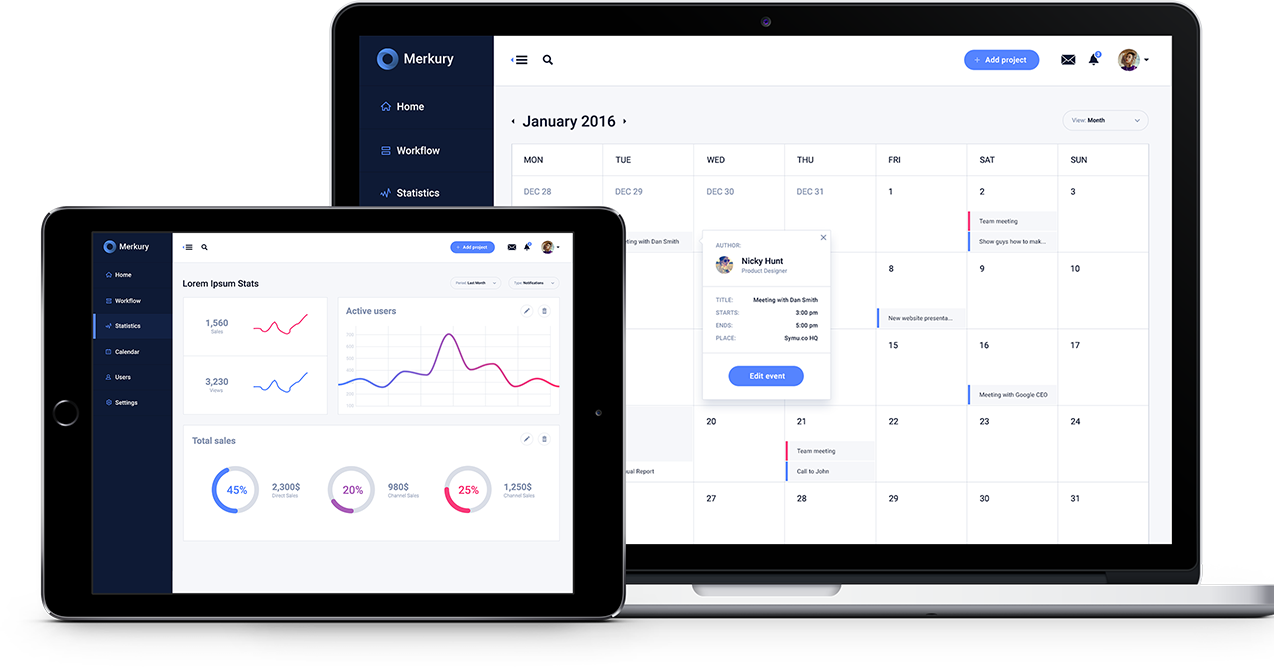 Merkury
+ Add project
3
Home
January 2016
View: Month
Workflow
MON TUE WED THU FRI SAT SUN
Statistics
DEC 28 DEC 29 DEC 30 DEC 31 1 2 3
Team meeting
eting with Dan Smith
Show guys how to mak...
8 9 10
New website presenta...
15 16 17
Meeting with Google CEO
20 21 22 23 24
Team meeting
ual Report
Call to John
27 28 29 30 31
AUTHOR:
Nicky Hunt
Product Designer
TITLE: Meeting with Dan Smith
STARTS: 3:00 pm
ENDS: 5:00 pm
PLACE: Symu.co HQ
Edit event
Merkury
+ Add project
Home
Workflow
Statistics
Calendar
Users
Settings
Lorem Ipsum Stats
Period: Last Month
Type: Notifications
1,560
Sales
3,230
Views
Active users
Total sales
45%
2,300$
Direct Sales
20%
980$
Channel Sales
25%
1,250$
Channel Sales